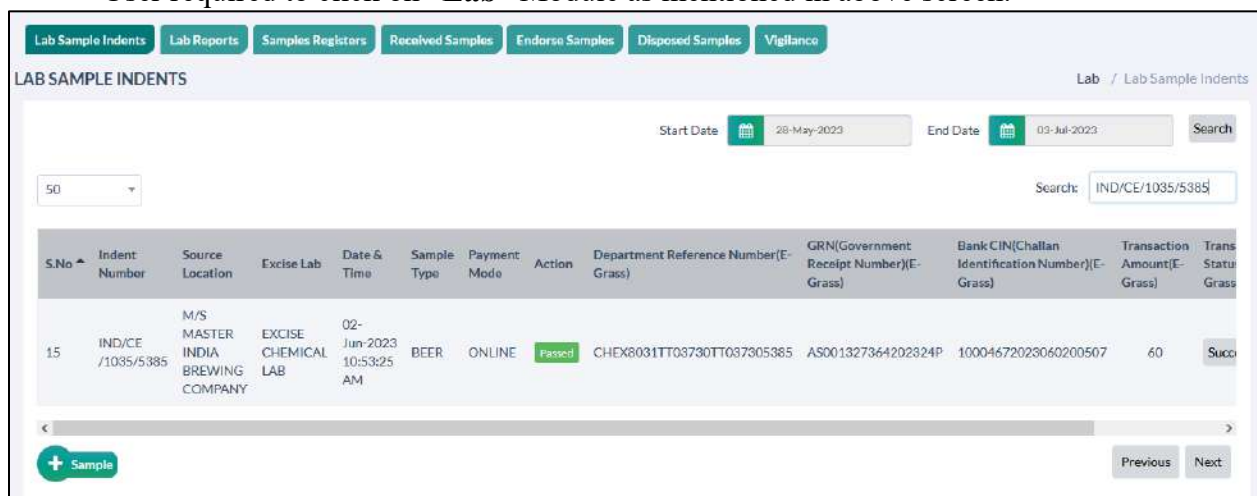 User required to click on "Lab" Module as mentioned in above screen.
Lab Sample Indents Lab Reports Samples Registers Received Samples Endorse Samples Disposed Samples Vigilance
LAB SAMPLE INDENTS
Lab / Lab Sample Indents
Start Date 28-May-2023 End Date 03-Jul-2023 Search
50
Search: IND/CE/1035/5385
S.No Indent Number Source Location Excise Lab Date & Time Sample Type Payment Mode Action Department Reference Number(E-Grass) GRN(Government Receipt Number)(E-Grass) Bank CIN(Challan Identification Number)(E-Grass) Transaction Amount(E-Grass) Trans Statu Grass
15 IND/CE /1035/5385 M/S MASTER INDIA BREWING COMPANY EXCISE CHEMICAL LAB 02-Jun-2023 10:53:25 AM BEER ONLINE Passed CHEX8031TT03730TT037305385 AS001327364202324P 10004672023060200507 60 Succ
+ Sample
Previous Next